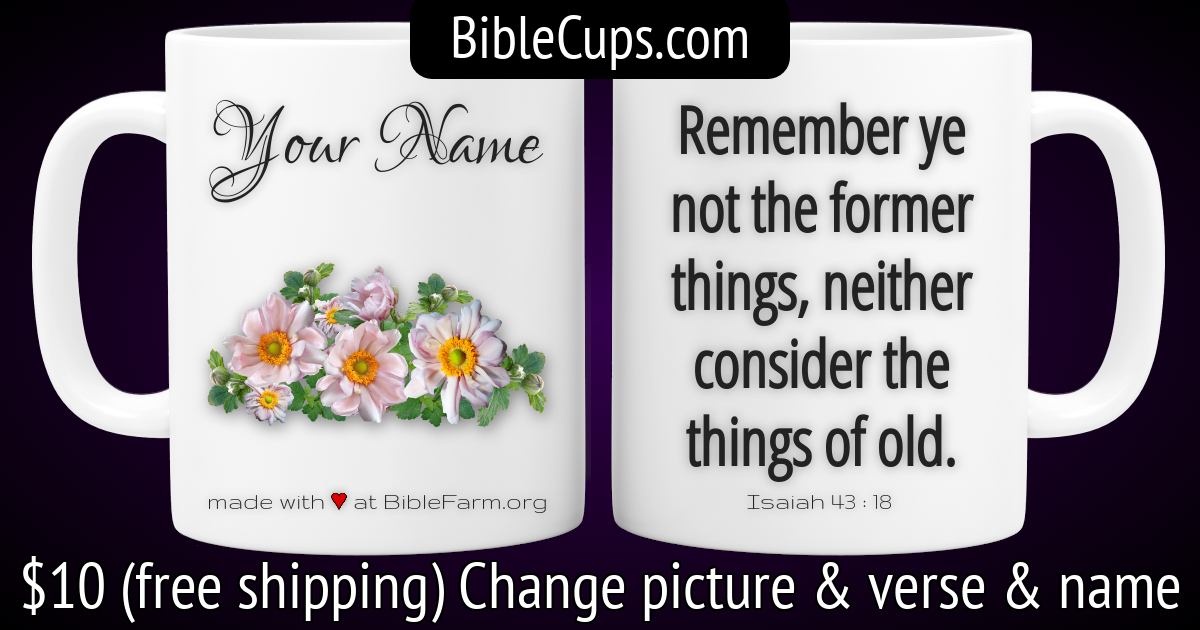 BibleCups.com
Your Name
made with ♥ at BibleFarm.org
Remember ye
not the former
things, neither
consider the
things of old.
Isaiah 43 : 18
$10 (free shipping) Change picture & verse & name